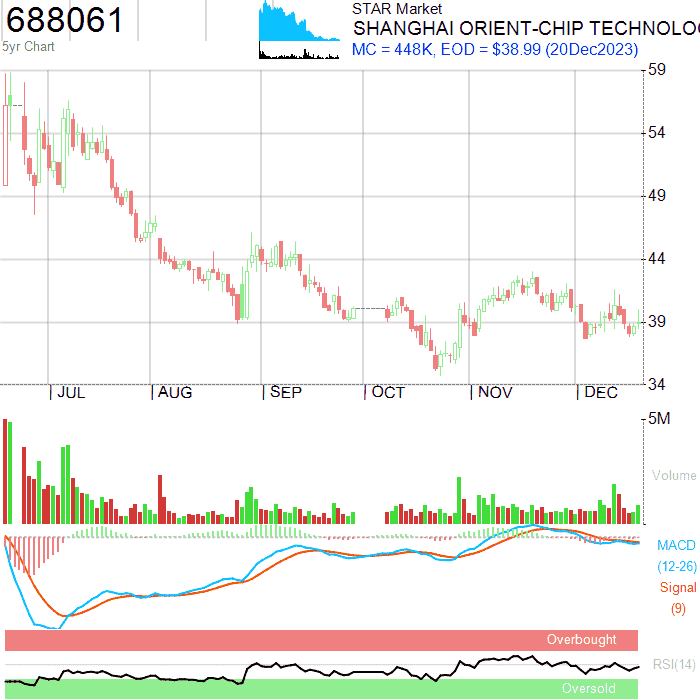 688061
5yr Chart
STAR Market
SHANGHAI ORIENT-CHIP TECHNOLO
MC = 448K, EOD = $38.99 (20Dec2023)
59
54
49
44
39
34
JUL AUG SEP OCT NOV DEC
5M
Volume
MACD
(12-26)
Signal
(9)
Overbought
RSI(14)
Oversold